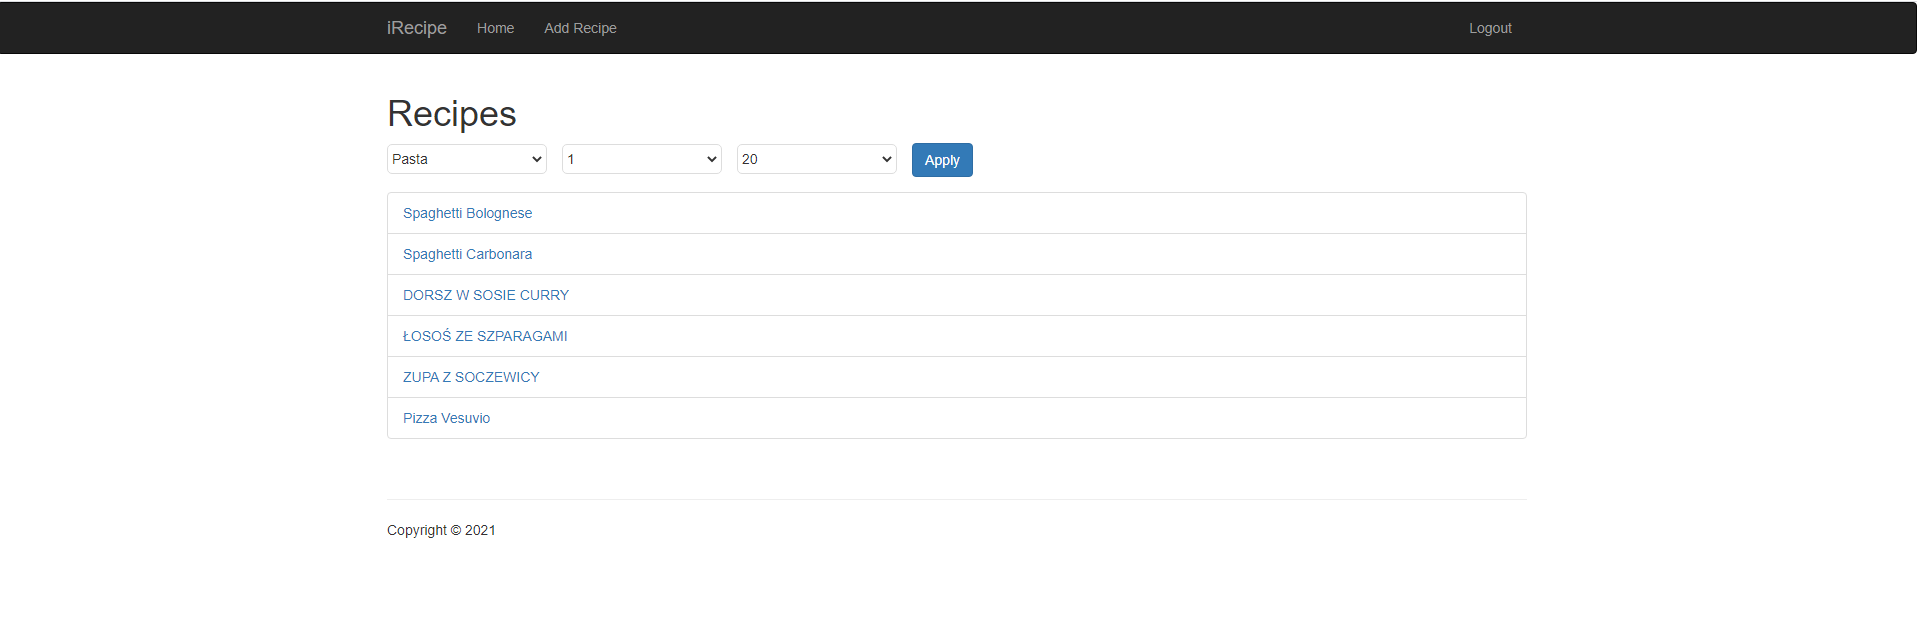 iRecipe Home Add Recipe Logout
Recipes
Pasta 1 20 Apply
Spaghetti Bolognese
Spaghetti Carbonara
DORSZ W SOSIE CURRY
ŁOSOŚ ZE SZPARAGAMI
ZUPA Z SOCZEWICY
Pizza Vesuvio
Copyright © 2021